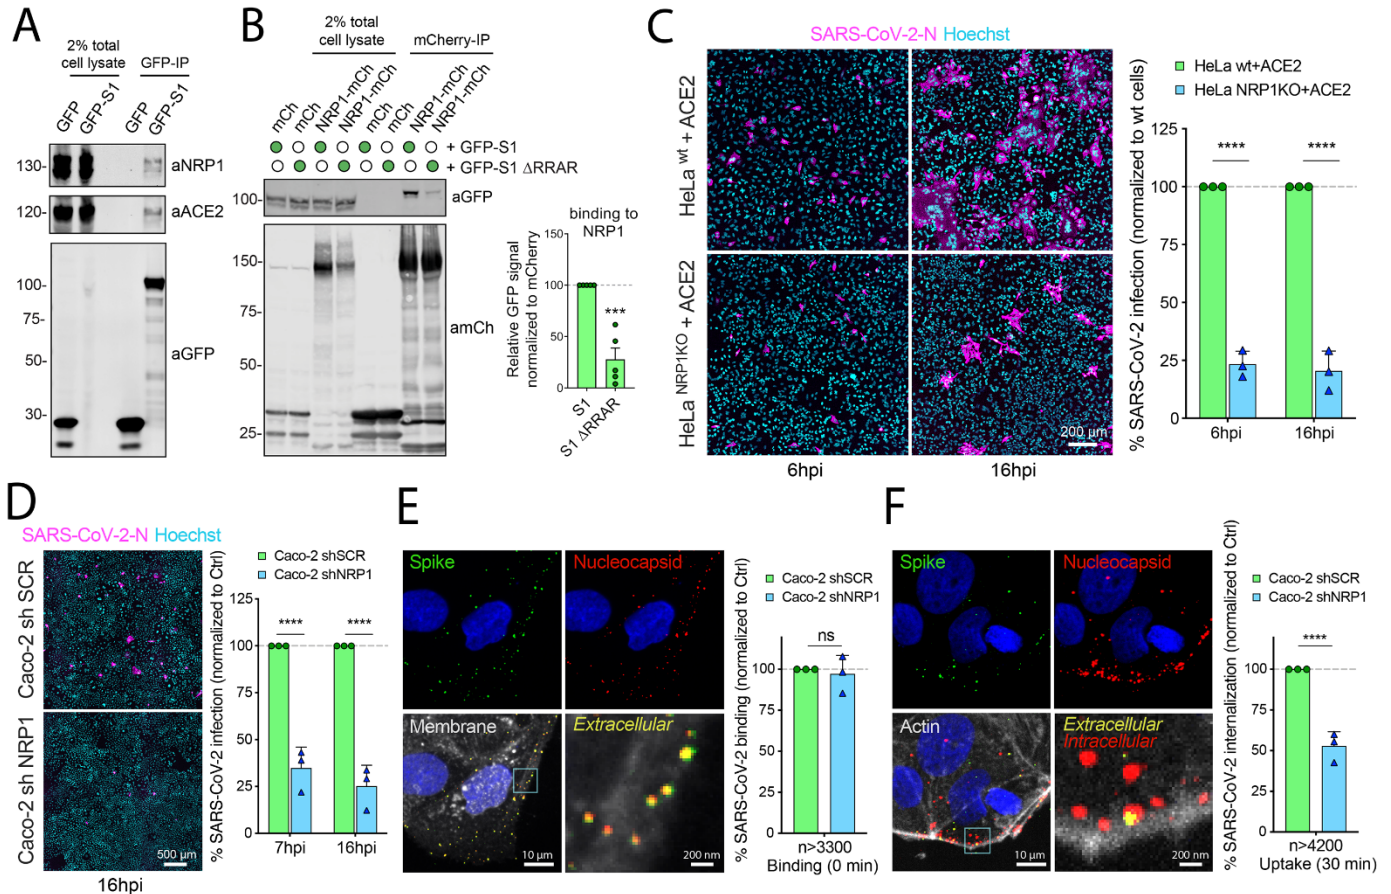 A
2% total
cell lysate
GFP-IP
GFP
GFP-S1
GFP
GFP-S1
130-
aNRP1
120-
aACE2
100-
75-
50-
30-
aGFP
B
2% total
cell lysate
mCherry-IP
mCh
mCh
NRP1-mCh
NRP1-mCh
mCh
mCh
NRP1-mCh
NRP1-mCh
+ GFP-S1
+ GFP-S1 ΔRRAR
100-
aGFP
150-
75-
50-
25-
amCh
binding to
NRP1
Relative GFP signal
normalized to mCherry
150
100
50
0
***
S1
S1 ΔRRAR
C
SARS-CoV-2-N Hoechst
HeLa wt + ACE2
HeLa NRP1KO + ACE2
200 µm
6hpi
16hpi
HeLa wt+ACE2
HeLa NRP1KO+ACE2
% SARS-CoV-2 infection (normalized to wt cells)
125
100
75
50
25
0
****
****
6hpi
16hpi
D
SARS-CoV-2-N Hoechst
Caco-2 sh SCR
Caco-2 sh NRP1
500 µm
16hpi
Caco-2 shSCR
Caco-2 shNRP1
% SARS-CoV-2 infection (normalized to Ctrl)
125
100
75
50
25
0
****
****
7hpi
16hpi
E
Spike
Nucleocapsid
Membrane
Extracellular
10 µm
200 nm
Caco-2 shSCR
Caco-2 shNRP1
% SARS-CoV-2 binding (normalized to Ctrl)
100
75
50
25
0
ns
n>3300
Binding (0 min)
F
Spike
Nucleocapsid
Actin
Extracellular
Intracellular
10 µm
200 nm
Caco-2 shSCR
Caco-2 shNRP1
% SARS-CoV-2 internalization (normalized to Ctrl)
100
75
50
25
0
****
n>4200
Uptake (30 min)